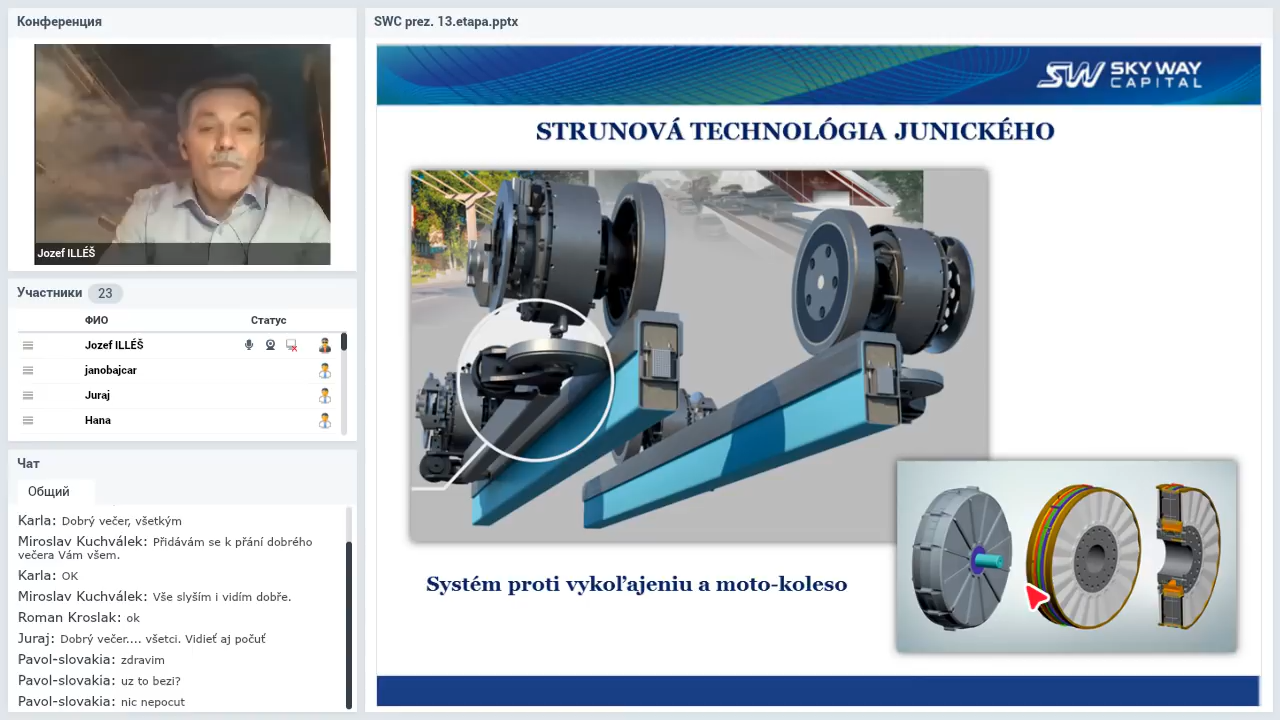 Конференция
Jozef ILLÉŠ
Участники 23
ФИО Статус
Jozef ILLÉŠ
janobajcar
Juraj
Hana
Чат
Общий
Karla: Dobrý večer, všetkým
Miroslav Kuchválek: Přidávám se k přání dobrého
večera Vám všem.
Karla: OK
Miroslav Kuchválek: Vše slyším i vidím dobře.
Roman Kroslak: ok
Juraj: Dobrý večer.... všetci. Vidieť aj počuť
Pavol-slovakia: zdravim
Pavol-slovakia: uz to bezi?
Pavol-slovakia: nic nepocut
SWC prez. 13.etapa.pptx
SW SKY WAY
CAPITAL
STRUNOVÁ TECHNOLÓGIA JUNICKÉHO
Systém proti vykoľajeniu a moto-koleso